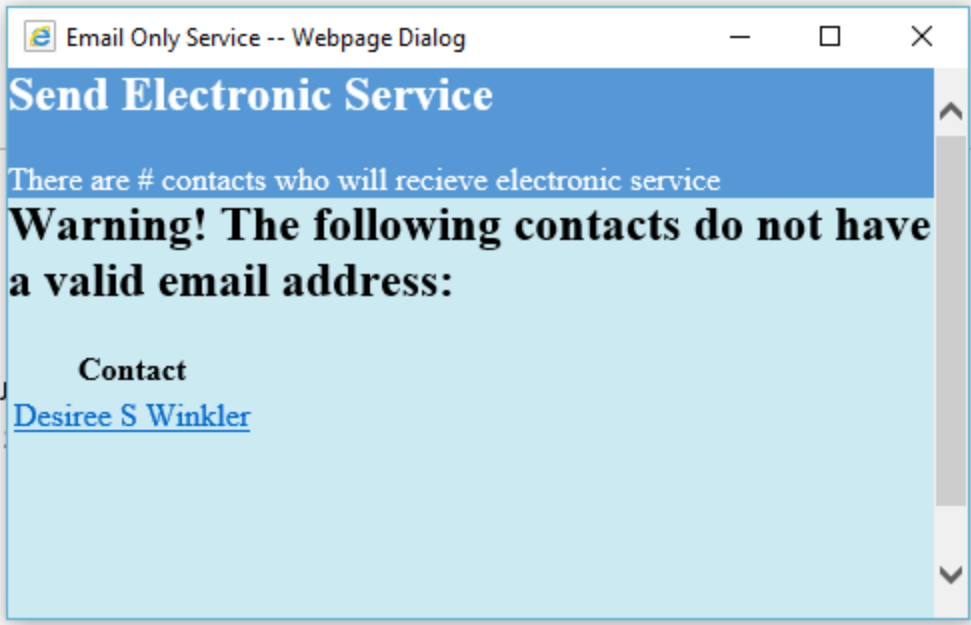 Email Only Service -- Webpage Dialog
Send Electronic Service
There are # contacts who will recieve electronic service
Warning! The following contacts do not have
a valid email address:
Contact
Desiree S Winkler